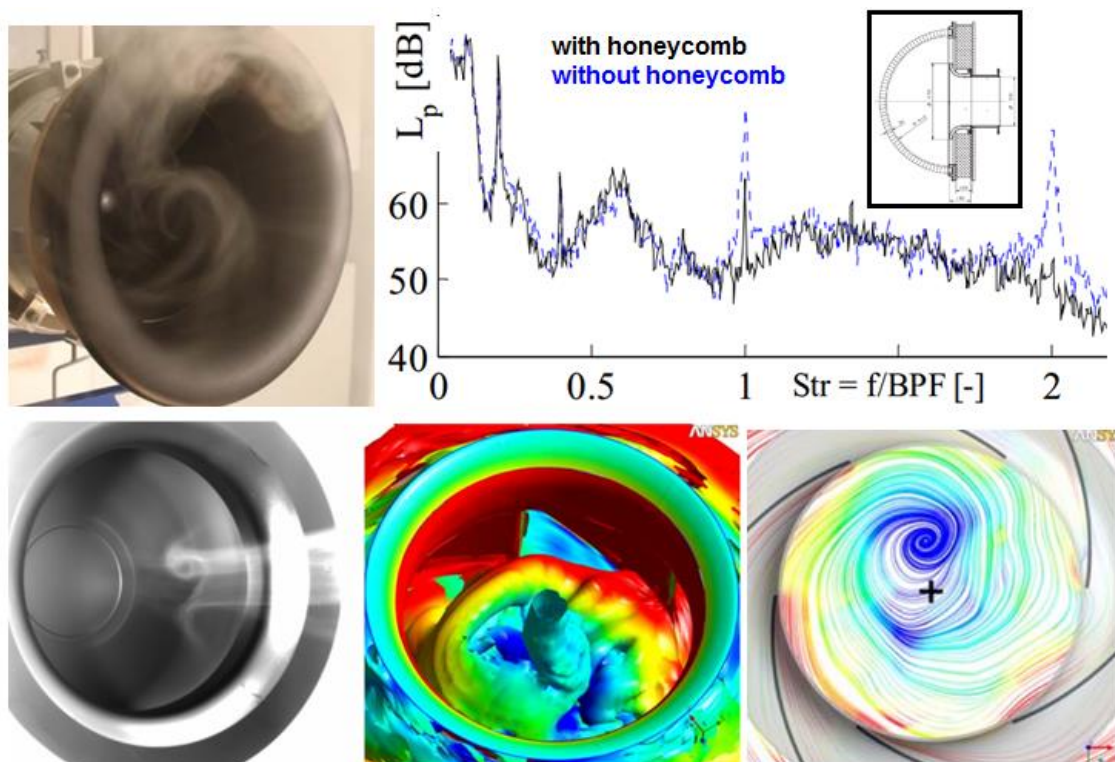 with honeycomb
without honeycomb
L_p [dB]
60
50
40
0
0.5
1
Str = f/BPF [-]
2
ANSYS
ANSYS